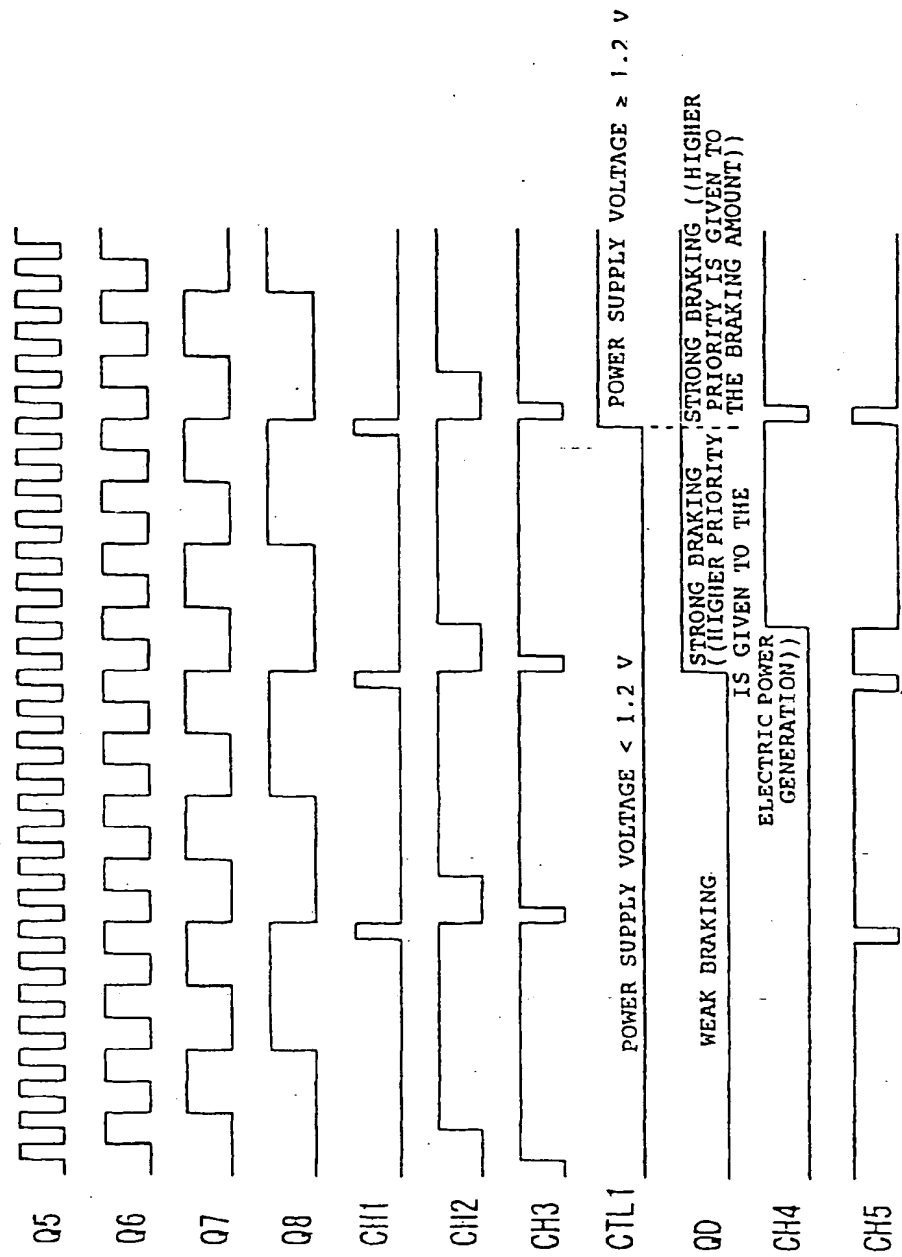 Q5
Q6
Q7
Q8
CH1
CH2
CH3
CTL1
POWER SUPPLY VOLTAGE < 1.2 V
POWER SUPPLY VOLTAGE ≥ 1.2 V
QD
WEAK BRAKING
STRONG BRAKING
((HIGHER PRIORITY
IS GIVEN TO THE
ELECTRIC POWER
GENERATION))
STRONG BRAKING ((HIGHER
PRIORITY IS GIVEN TO
THE BRAKING AMOUNT))
CH4
CH5